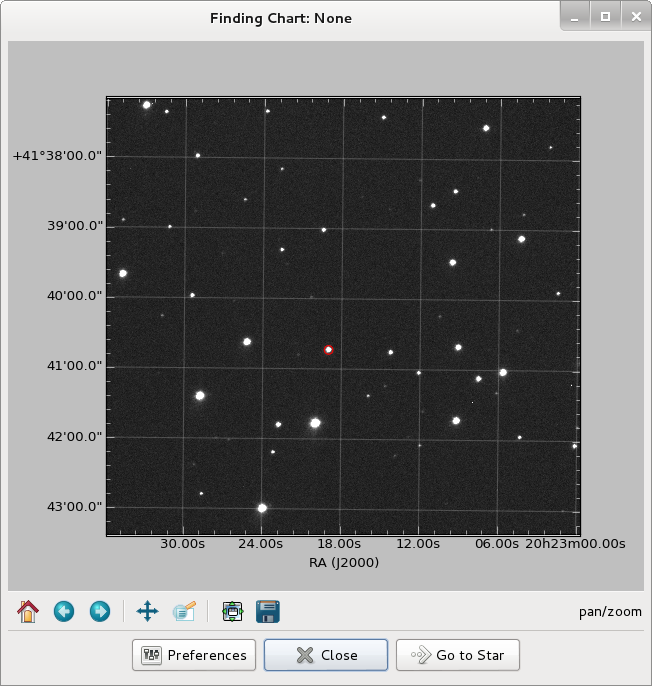 Finding Chart: None
+41°38'00.0"
39'00.0"
40'00.0"
41'00.0"
42'00.0"
43'00.0"
30.00s 24.00s 18.00s 12.00s 06.00s 20h23m00.00s
RA (J2000)
pan/zoom
Preferences Close Go to Star